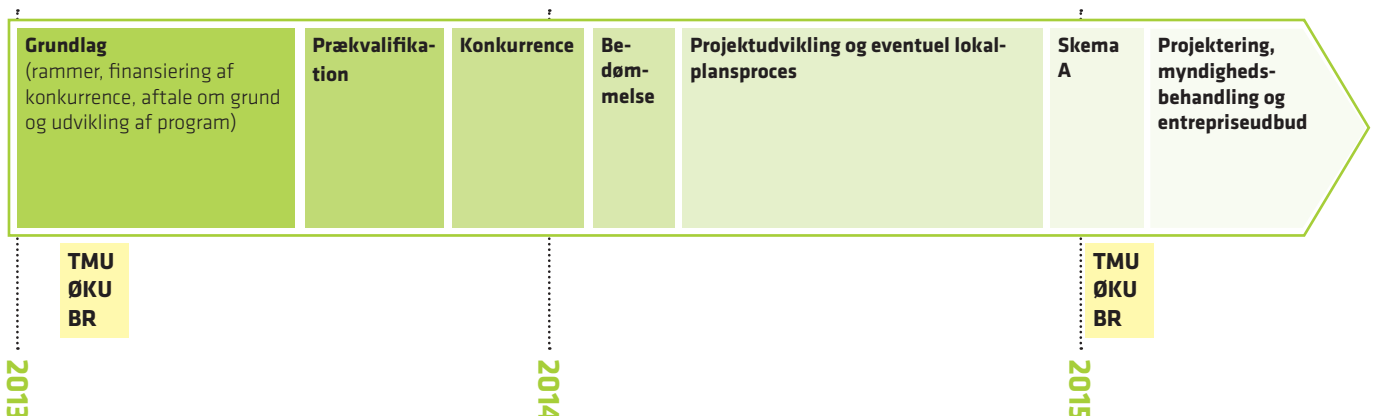 Grundlag
(rammer, finansiering af
konkurrence, aftale om grund
og udvikling af program)
Prækvalifika-
tion
Konkurrence
Be-
døm-
melse
Projektudvikling og eventuel lokal-
plansproces
Skema
A
Projektering,
myndigheds-
behandling og
entrepriseudbud
TMU
ØKU
BR
TMU
ØKU
BR
2013
2014
2015